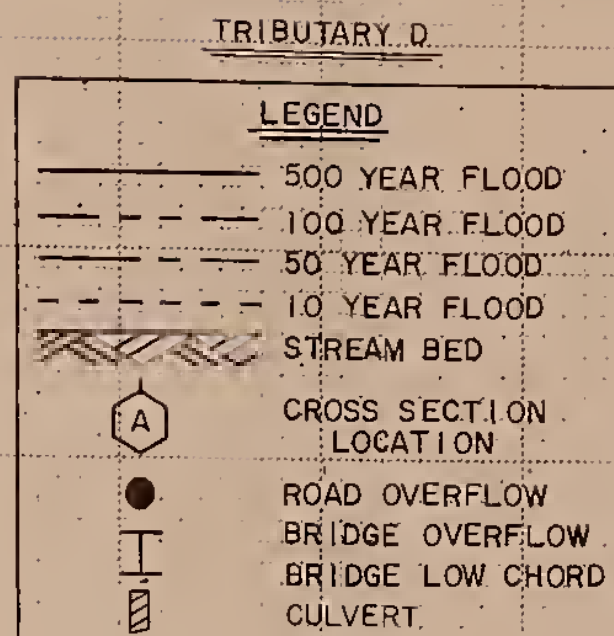 TRIBUTARY D
LEGEND
500 YEAR FLOOD
100 YEAR FLOOD
50 YEAR FLOOD
10 YEAR FLOOD
STREAM BED
A
CROSS SECTION
LOCATION
ROAD OVERFLOW
BRIDGE OVERFLOW
BRIDGE LOW CHORD
CULVERT